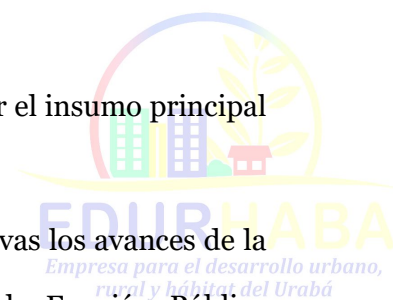 r el insumo principal
vas los avances de la
EDURHABA
Empresa para el desarrollo urbano,
rural y hábitat del Urabá